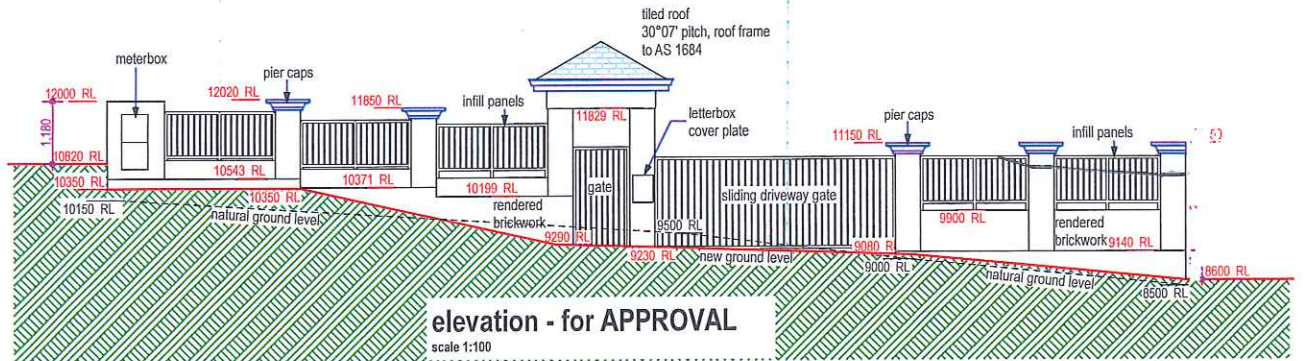 tiled roof
30°07' pitch, roof frame
to AS 1684
meterbox
pier caps
12000 RL
12020 RL
11850 RL
infill panels
11829 RL
letterbox
cover plate
pier caps
11150 RL
infill panels
1.180
10820 RL
10543 RL
10371 RL
10199 RL
10350 RL
10350 RL
10150 RL
natural ground level
rendered
brickwork
gate
sliding driveway gate
9500 RL
9900 RL
rendered
brickwork
9140 RL
9290 RL
9230 RL
new ground level
9080 RL
9000 RL
natural ground level
8600 RL
8500 RL
elevation - for APPROVAL
scale 1:100